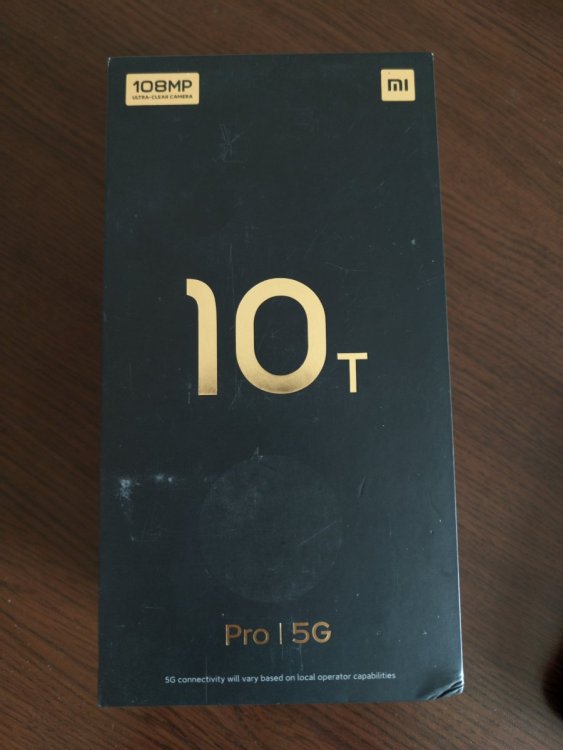 108MP
ULTRA-CLEAR CAMERA
mi
10T
Pro | 5G
5G connectivity will vary based on local operator capabilities